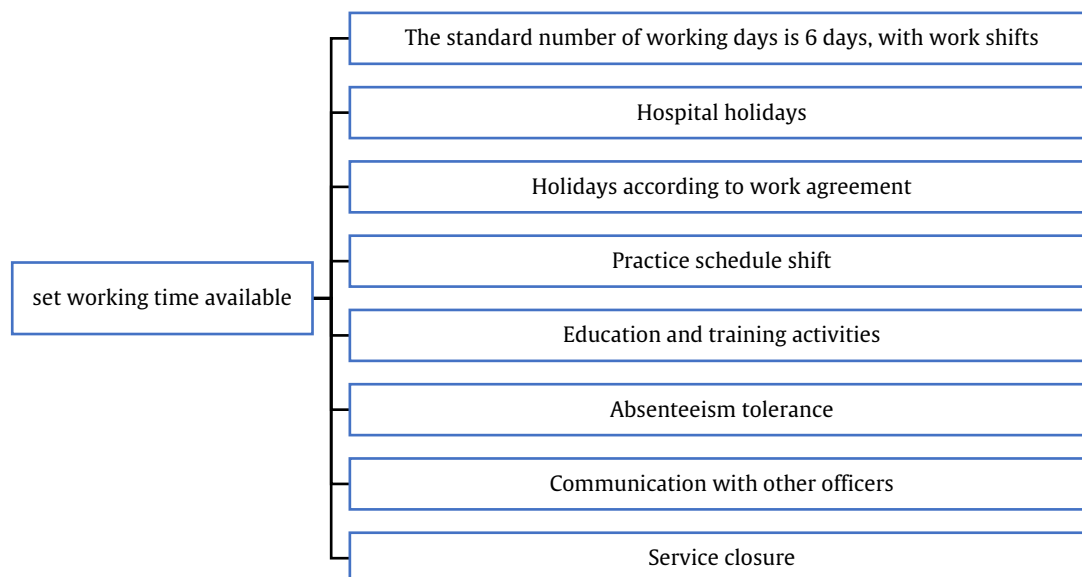 The standard number of working days is 6 days, with work shifts
Hospital holidays
Holidays according to work agreement
Practice schedule shift
set working time available
Education and training activities
Absenteeism tolerance
Communication with other officers
Service closure